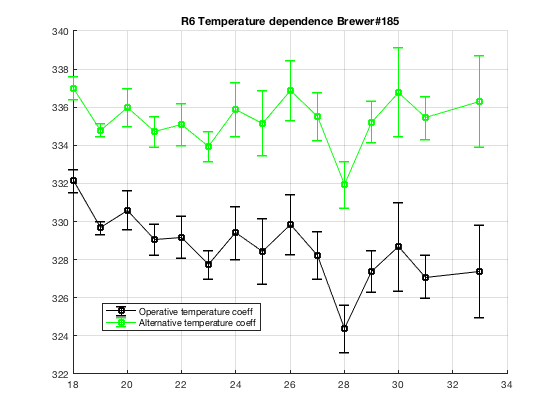 R6 Temperature dependence Brewer#185
340
338
336
334
332
330
328
326
324
322
Operative temperature coeff
Alternative temperature coeff
18 20 22 24 26 28 30 32 34